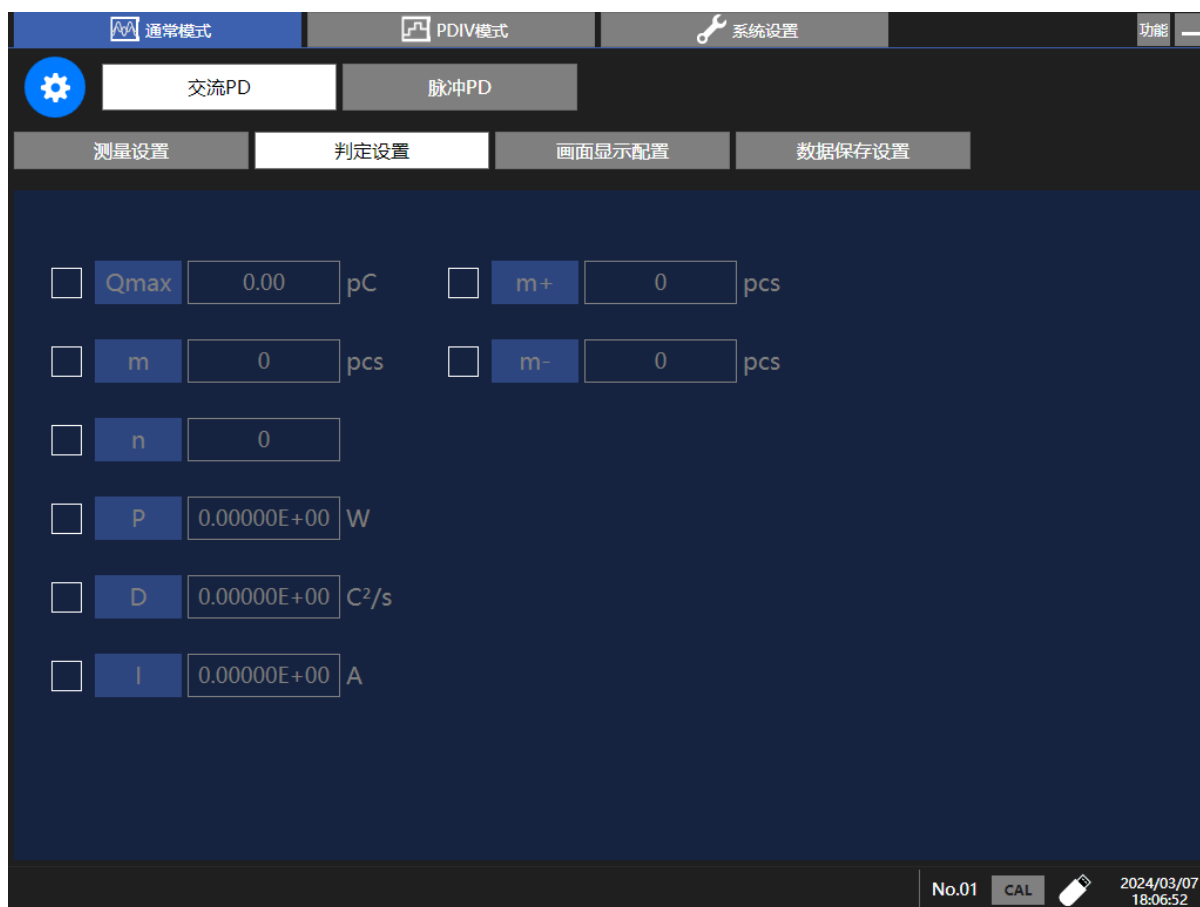 通常模式 PDIV模式 系统设置 功能
交流PD 脉冲PD
测量设置 判定设置 画面显示配置 数据保存设置
Qmax 0.00 pC m+ 0 pcs
m 0 pcs m- 0 pcs
n 0
P 0.00000E+00 W
D 0.00000E+00 C²/s
I 0.00000E+00 A
No.01 CAL 2024/03/07
18:06:52